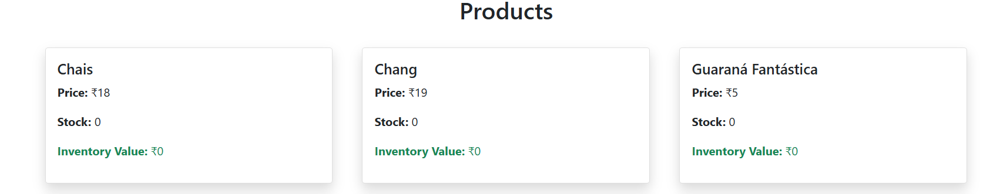 Products
Chais
Price: ₹18
Stock: 0
Inventory Value: ₹0
Chang
Price: ₹19
Stock: 0
Inventory Value: ₹0
Guaraná Fantástica
Price: ₹5
Stock: 0
Inventory Value: ₹0